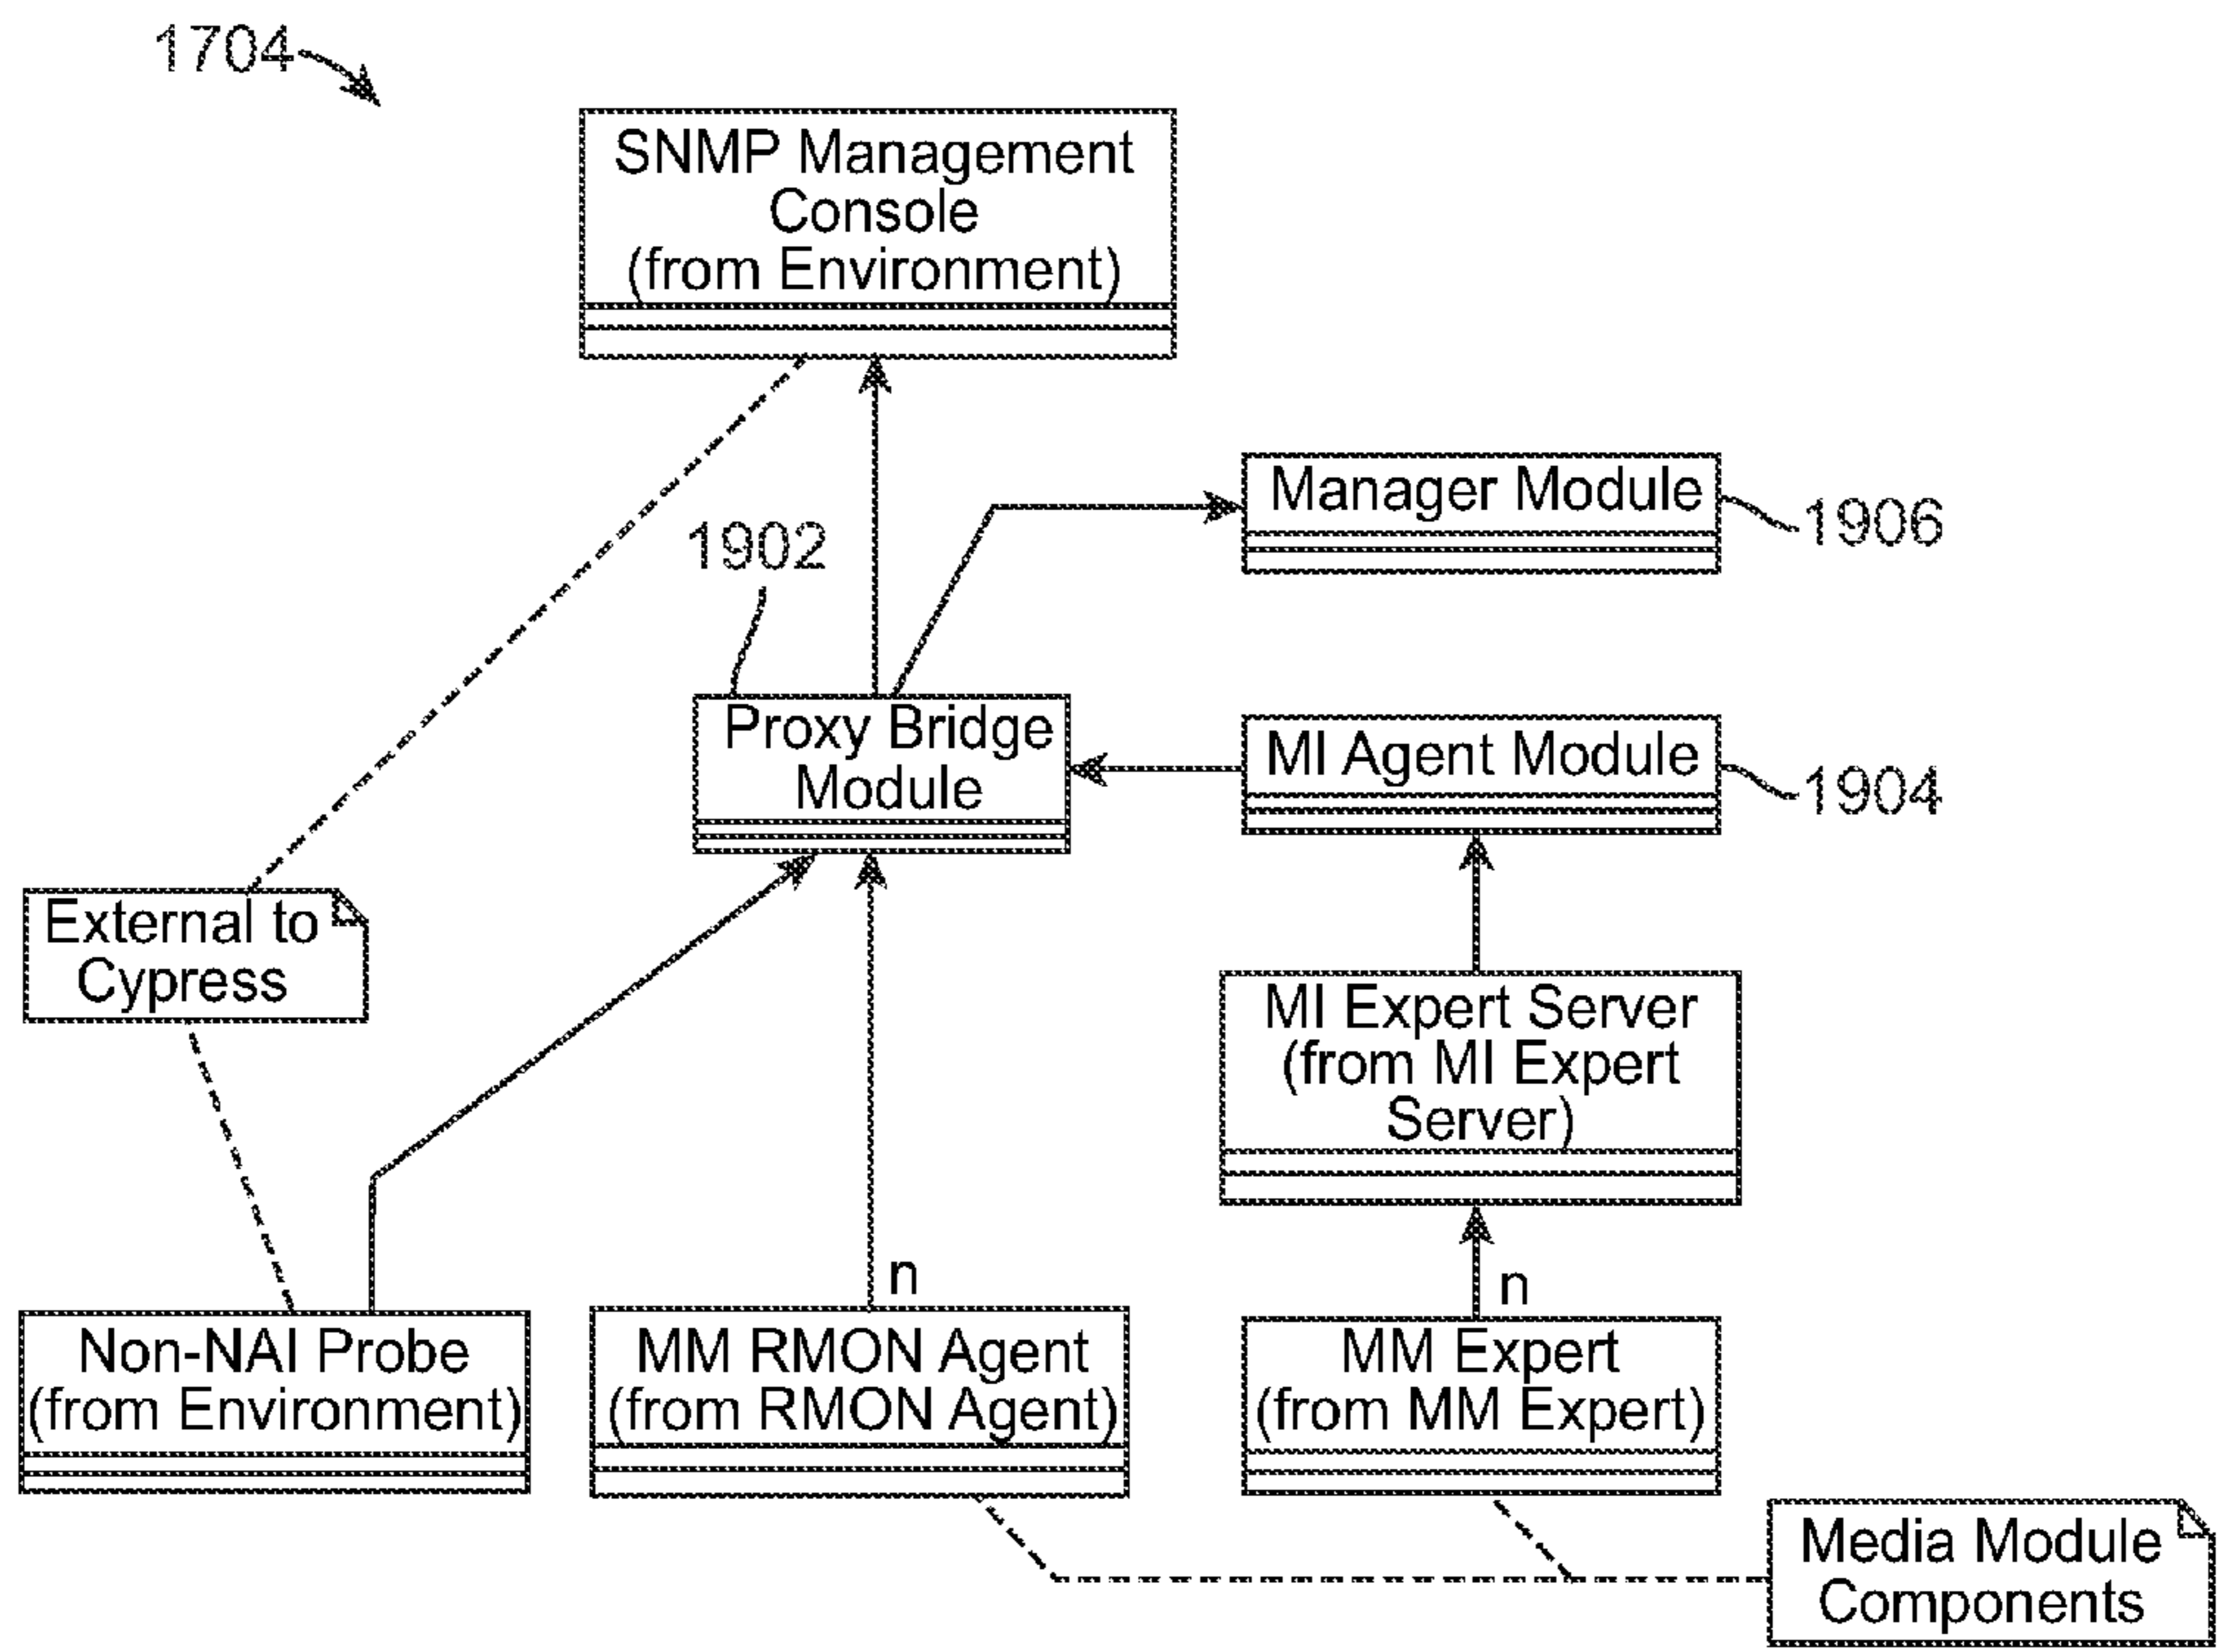 1704
SNMP Management
Console
(from Environment)
Manager Module
1906
1902
Proxy Bridge
Module
MI Agent Module
1904
External to
Cypress
MI Expert Server
(from MI Expert
Server)
n
n
Non-NAI Probe
(from Environment)
MM RMON Agent
(from RMON Agent)
MM Expert
(from MM Expert)
Media Module
Components